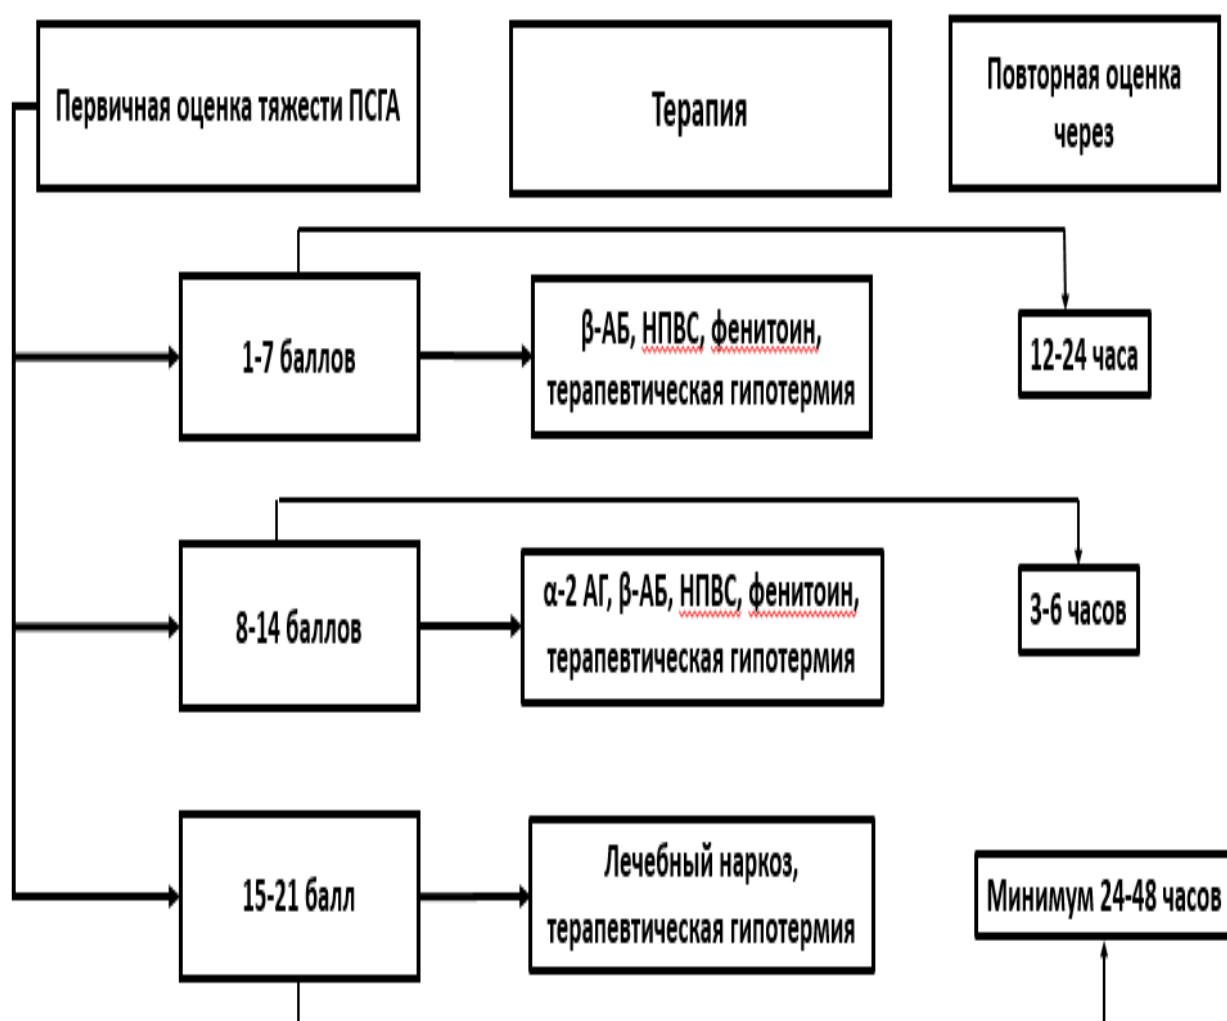 Первичная оценка тяжести ПСГА
Терапия
Повторная оценка
через
1-7 баллов
β-АБ, НПВС, фенитоин,
терапевтическая гипотермия
12-24 часа
8-14 баллов
α-2 АГ, β-АБ, НПВС, фенитоин,
терапевтическая гипотермия
3-6 часов
15-21 балл
Лечебный наркоз,
терапевтическая гипотермия
Минимум 24-48 часов